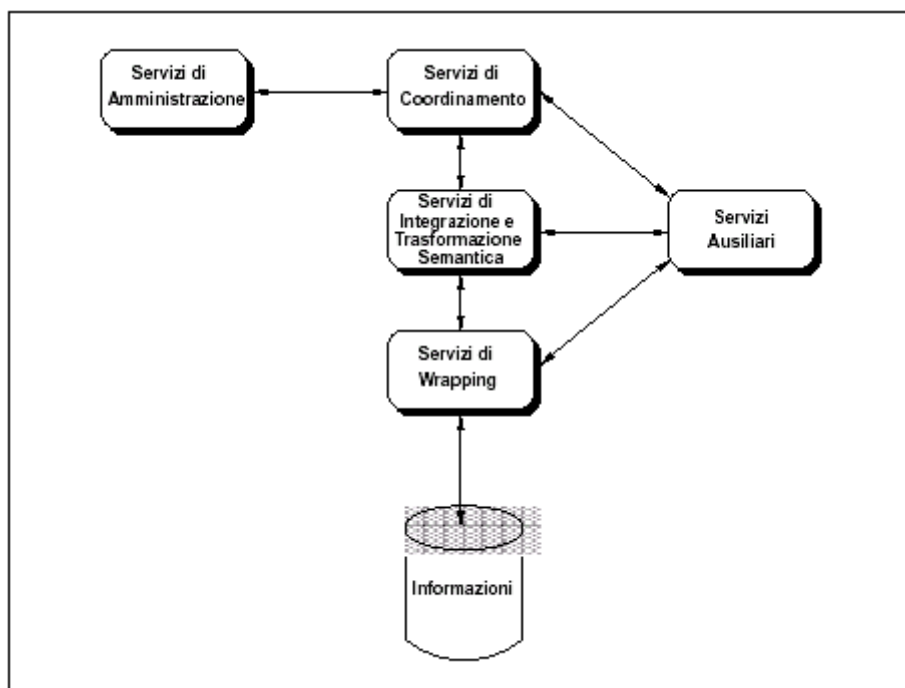 Servizi di
Amministrazione
Servizi di
Coordinamento
Servizi di
Integrazione e
Trasformazione
Semantica
Servizi
Ausiliari
Servizi di
Wrapping
Informazioni